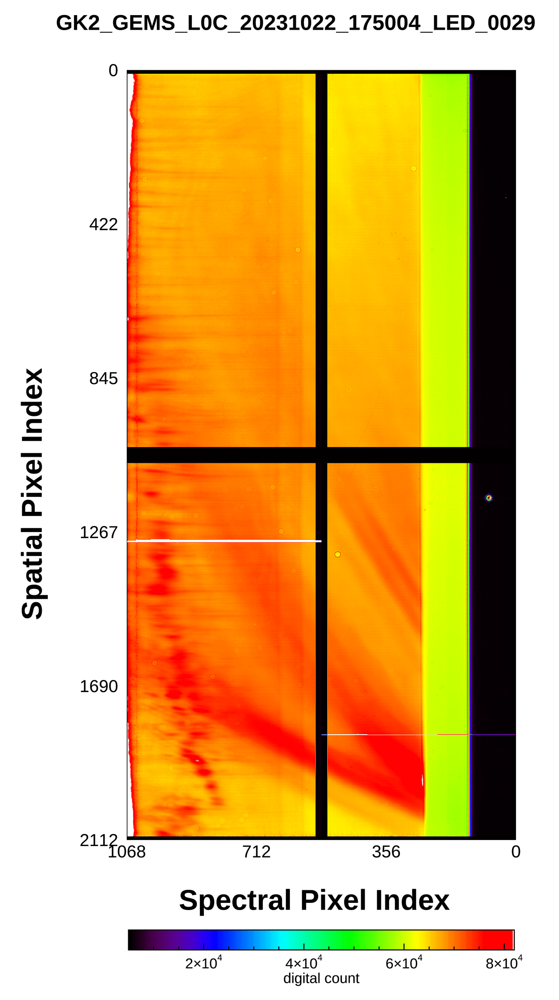 GK2_GEMS_L0C_20231022_175004_LED_0029
0
422
845
1267
1690
2112
Spatial Pixel Index
1068 712 356 0
Spectral Pixel Index
2×10⁴ 4×10⁴ 6×10⁴ 8×10⁴
digital count